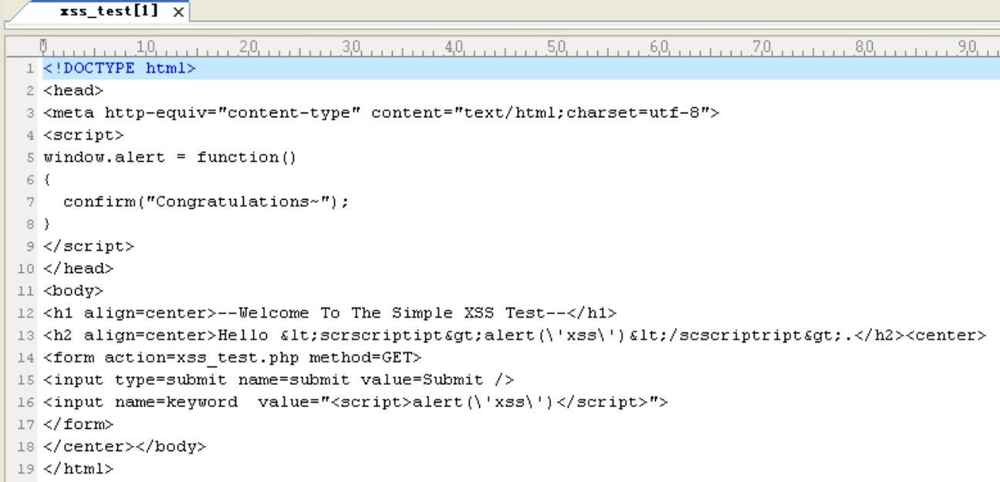 xss_test[1] ×
0 10 20 30 40 50 60 70 80 90
1 <!DOCTYPE html>
2 <head>
3 <meta http-equiv="content-type" content="text/html;charset=utf-8">
4 <script>
5 window.alert = function()
6 {
7   confirm("Congratulations~");
8 }
9 </script>
10 </head>
11 <body>
12 <h1 align=center>--Welcome To The Simple XSS Test--</h1>
13 <h2 align=center>Hello &lt;scrscriptipt&gt;alert(\'xss\')&lt;/scscriptript&gt;.</h2><center>
14 <form action=xss_test.php method=GET>
15 <input type=submit name=submit value=Submit />
16 <input name=keyword  value="<script>alert(\'xss\')</script>">
17 </form>
18 </center></body>
19 </html>